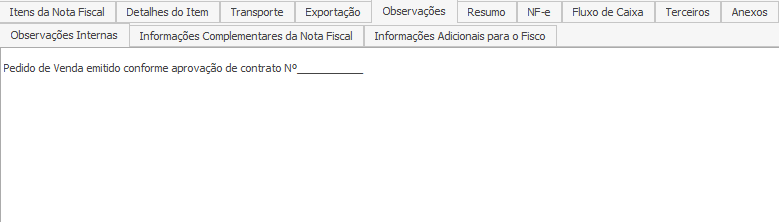 Itens da Nota Fiscal Detalhes do Item Transporte Exportação Observações Resumo NF-e Fluxo de Caixa Terceiros Anexos
Observações Internas Informações Complementares da Nota Fiscal Informações Adicionais para o Fisco
Pedido de Venda emitido conforme aprovação de contrato Nº____________